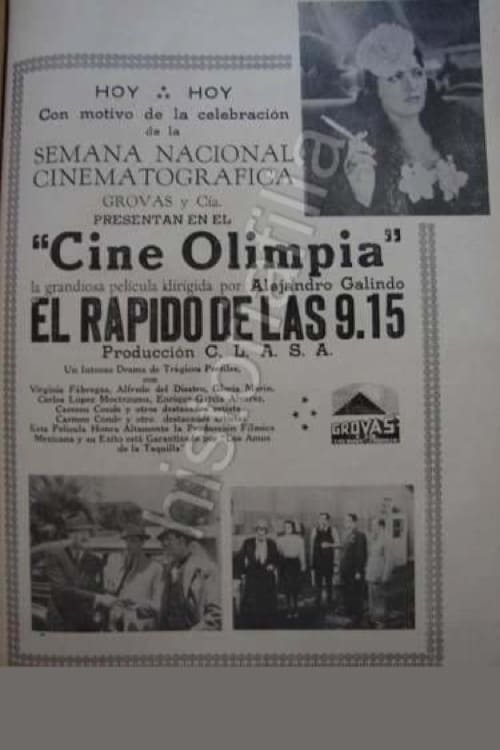 HOY ∴ HOY
Con motivo de la celebración
de la
SEMANA NACIONAL
CINEMATOGRAFICA
GROVAS y Cía.
PRESENTAN EN EL
"Cine Olimpia"
la grandiosa película dirigida por Alejandro Galindo
EL RAPIDO DE LAS 9.15
Producción C. L. A. S. A.
Un Intenso Drama de Trágicos Perfiles,
con
Virginia Fábregas, Alfredo del Diestro, Gloria Marín,
Carlos López Moctezuma, Enrique García Alvarez,
Carmen Conde y otros destacados artistas
Carmen Conde y otros destacados artistas
Esta Película Honra Altamente la Producción Fílmica
Mexicana y su Exito está Garantizado por "Los Amos
de la Taquilla"
GROVAS